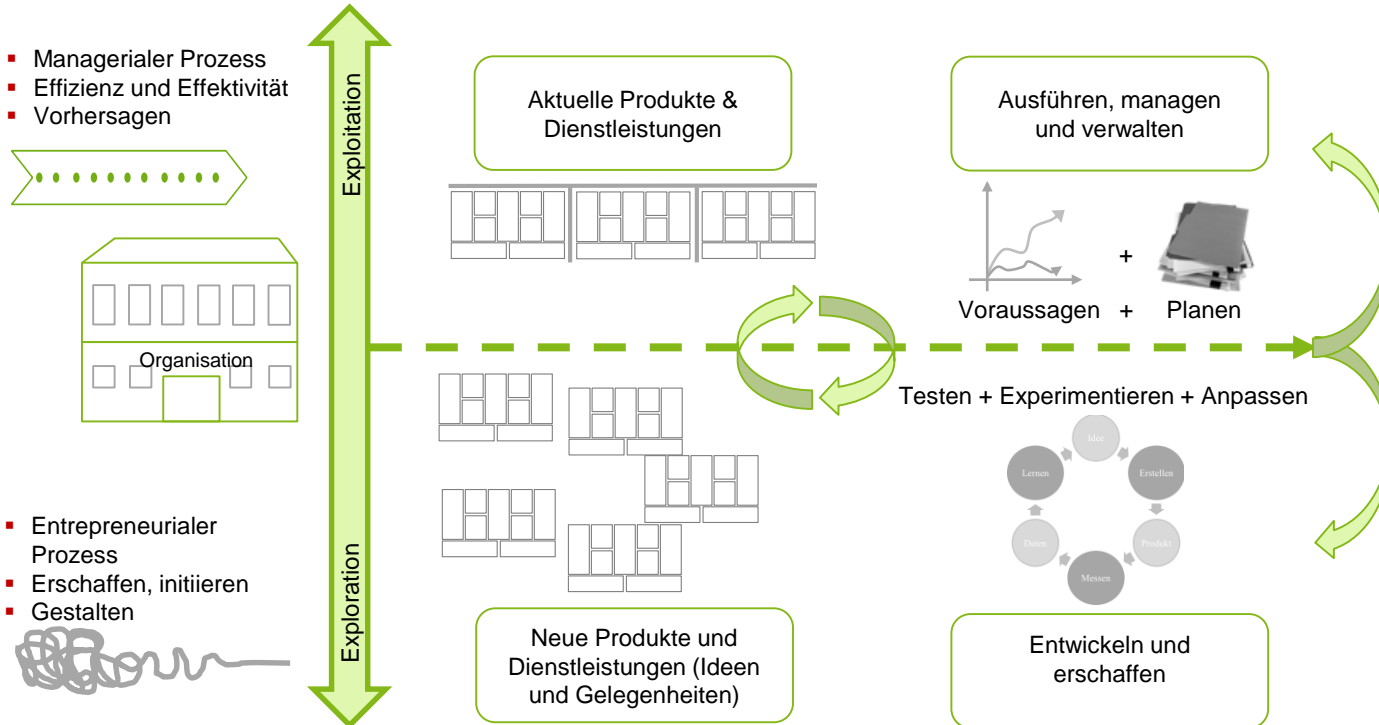 Managerialer Prozess
Effizienz und Effektivität
Vorhersagen
Organisation
Entrepreneurialer
Prozess
Erschaffen, initiieren
Gestalten
Exploitation
Exploration
Aktuelle Produkte &
Dienstleistungen
Ausführen, managen
und verwalten
+
Voraussagen + Planen
Testen + Experimentieren + Anpassen
Idee
Erstellen
Produkt
Messen
Daten
Lernen
Neue Produkte und
Dienstleistungen (Ideen
und Gelegenheiten)
Entwickeln und
erschaffen